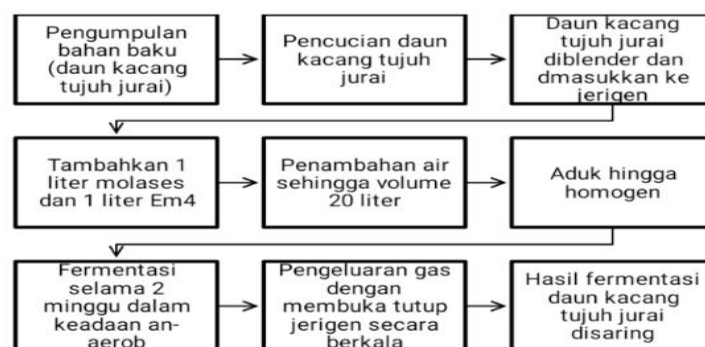 Pengumpulan
bahan baku
(daun kacang
tujuh jurai)
Pencucian daun
kacang tujuh
jurai
Daun kacang
tujuh jurai
diblender dan
dmasukkan ke
jerigen
Tambahkan 1
liter molases
dan 1 liter Em4
Penambahan air
sehingga volume
20 liter
Aduk hingga
homogen
Fermentasi
selama 2
minggu dalam
keadaan an-
aerob
Pengeluaran gas
dengan
membuka tutup
jerigen secara
berkala
Hasil fermentasi
daun kacang
tujuh jurai
disaring